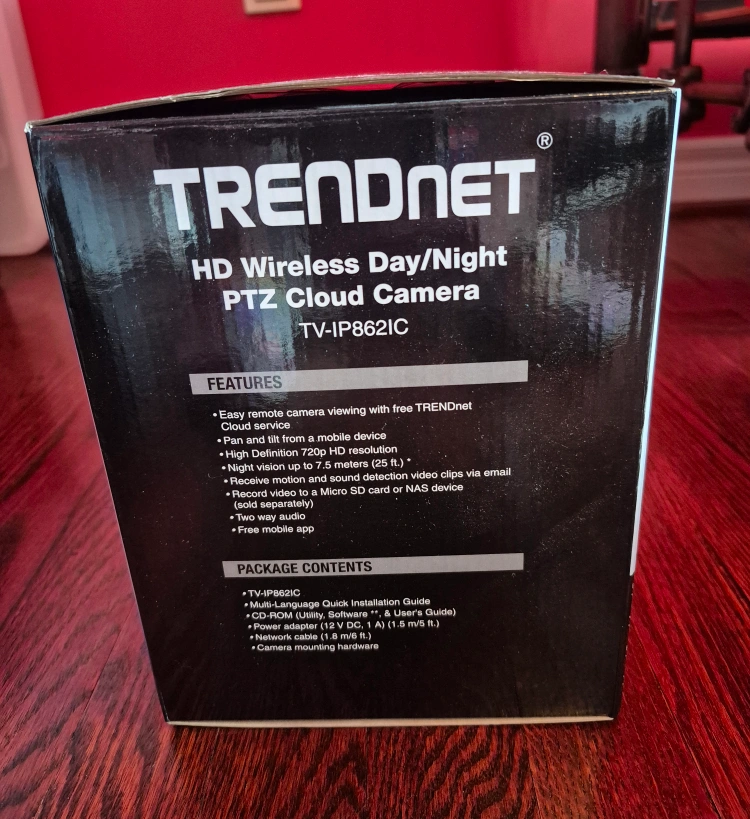 TRENDNET®
HD Wireless Day/Night
PTZ Cloud Camera
TV-IP862IC
FEATURES
• Easy remote camera viewing with free TRENDnet
Cloud service
• Pan and tilt from a mobile device
• High Definition 720p HD resolution
• Night vision up to 7.5 meters (25 ft.) *
• Receive motion and sound detection video clips via email
• Record video to a Micro SD card or NAS device
(sold separately)
• Two way audio
• Free mobile app
PACKAGE CONTENTS
• TV-IP862IC
• Multi-Language Quick Installation Guide
• CD-ROM (Utility, Software **, & User's Guide)
• Power adapter (12 V DC, 1 A) (1.5 m/5 ft.)
• Network cable (1.8 m/6 ft.)
• Camera mounting hardware